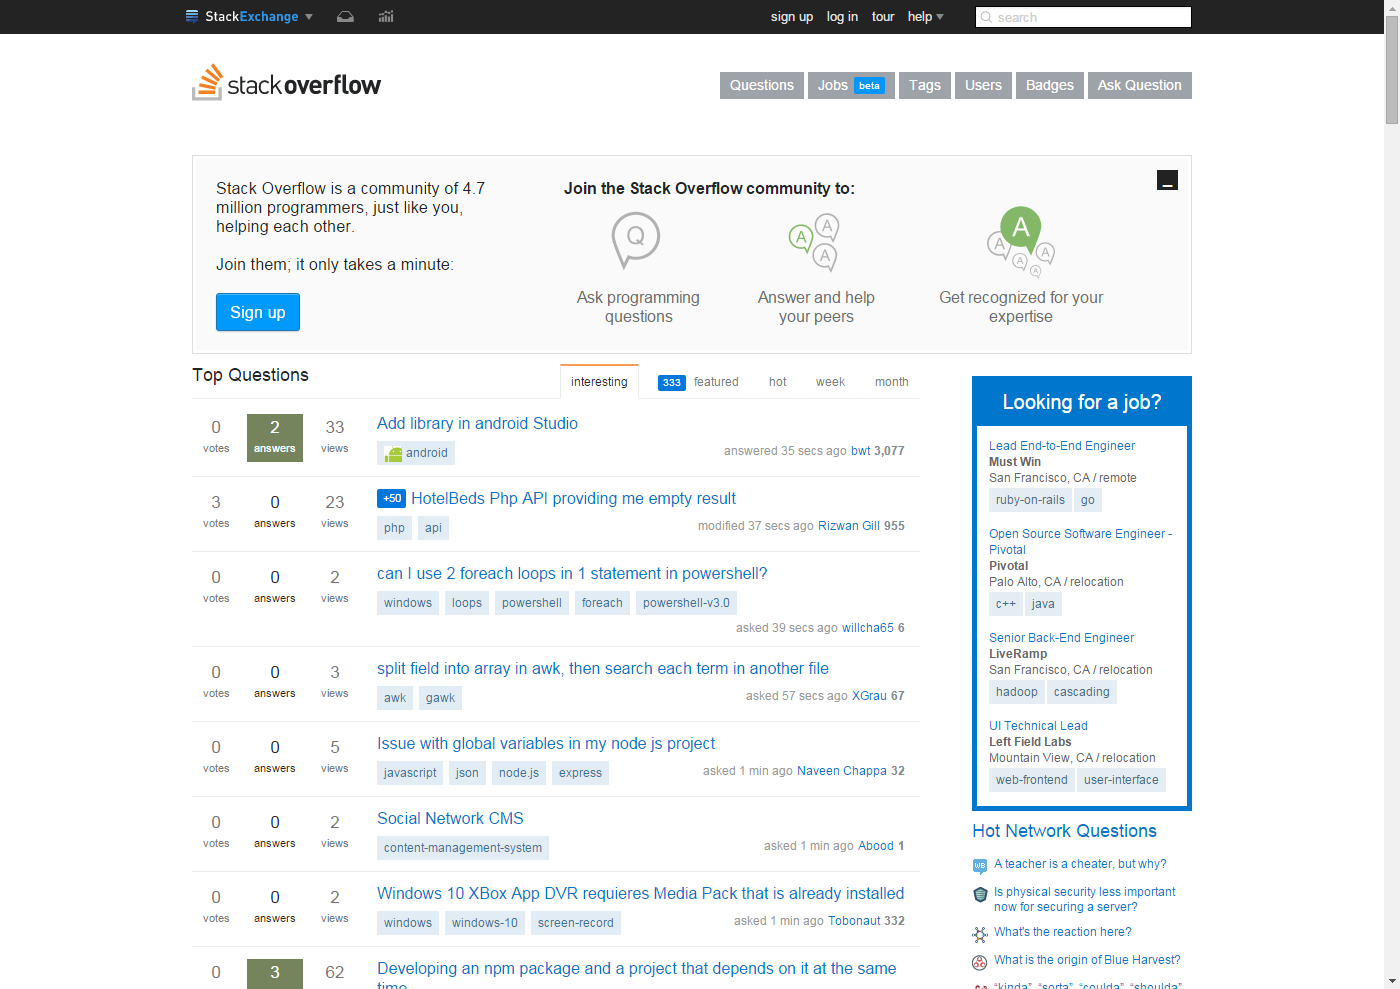 StackExchange
sign up log in tour help
search
stackoverflow
Questions
Jobs beta
Tags
Users
Badges
Ask Question
Stack Overflow is a community of 4.7
million programmers, just like you,
helping each other.
Join them; it only takes a minute:
Sign up
Join the Stack Overflow community to:
Q
A
A
A
A
A
A
A
A
Ask programming
questions
Answer and help
your peers
Get recognized for your
expertise
Top Questions
interesting
333 featured
hot
week
month
0 2 33
votes answers views
Add library in android Studio
android
answered 35 secs ago bwt 3,077
3 0 23
votes answers views
+50 HotelBeds Php API providing me empty result
php api
modified 37 secs ago Rizwan Gill 955
0 0 2
votes answers views
can I use 2 foreach loops in 1 statement in powershell?
windows loops powershell foreach powershell-v3.0
asked 39 secs ago willcha65 6
0 0 3
votes answers views
split field into array in awk, then search each term in another file
awk gawk
asked 57 secs ago XGrau 67
0 0 5
votes answers views
Issue with global variables in my node js project
javascript json node.js express
asked 1 min ago Naveen Chappa 32
0 0 2
votes answers views
Social Network CMS
content-management-system
asked 1 min ago Abood 1
0 0 2
votes answers views
Windows 10 XBox App DVR requieres Media Pack that is already installed
windows windows-10 screen-record
asked 1 min ago Tobonaut 332
0 3 62
Developing an npm package and a project that depends on it at the same
time
Looking for a job?
Lead End-to-End Engineer
Must Win
San Francisco, CA / remote
ruby-on-rails go
Open Source Software Engineer -
Pivotal
Pivotal
Palo Alto, CA / relocation
c++ java
Senior Back-End Engineer
LiveRamp
San Francisco, CA / relocation
hadoop cascading
UI Technical Lead
Left Field Labs
Mountain View, CA / relocation
web-frontend user-interface
Hot Network Questions
WB A teacher is a cheater, but why?
Is physical security less important
now for securing a server?
What's the reaction here?
What is the origin of Blue Harvest?
"kinda", "sorta", "coulda", "shoulda"